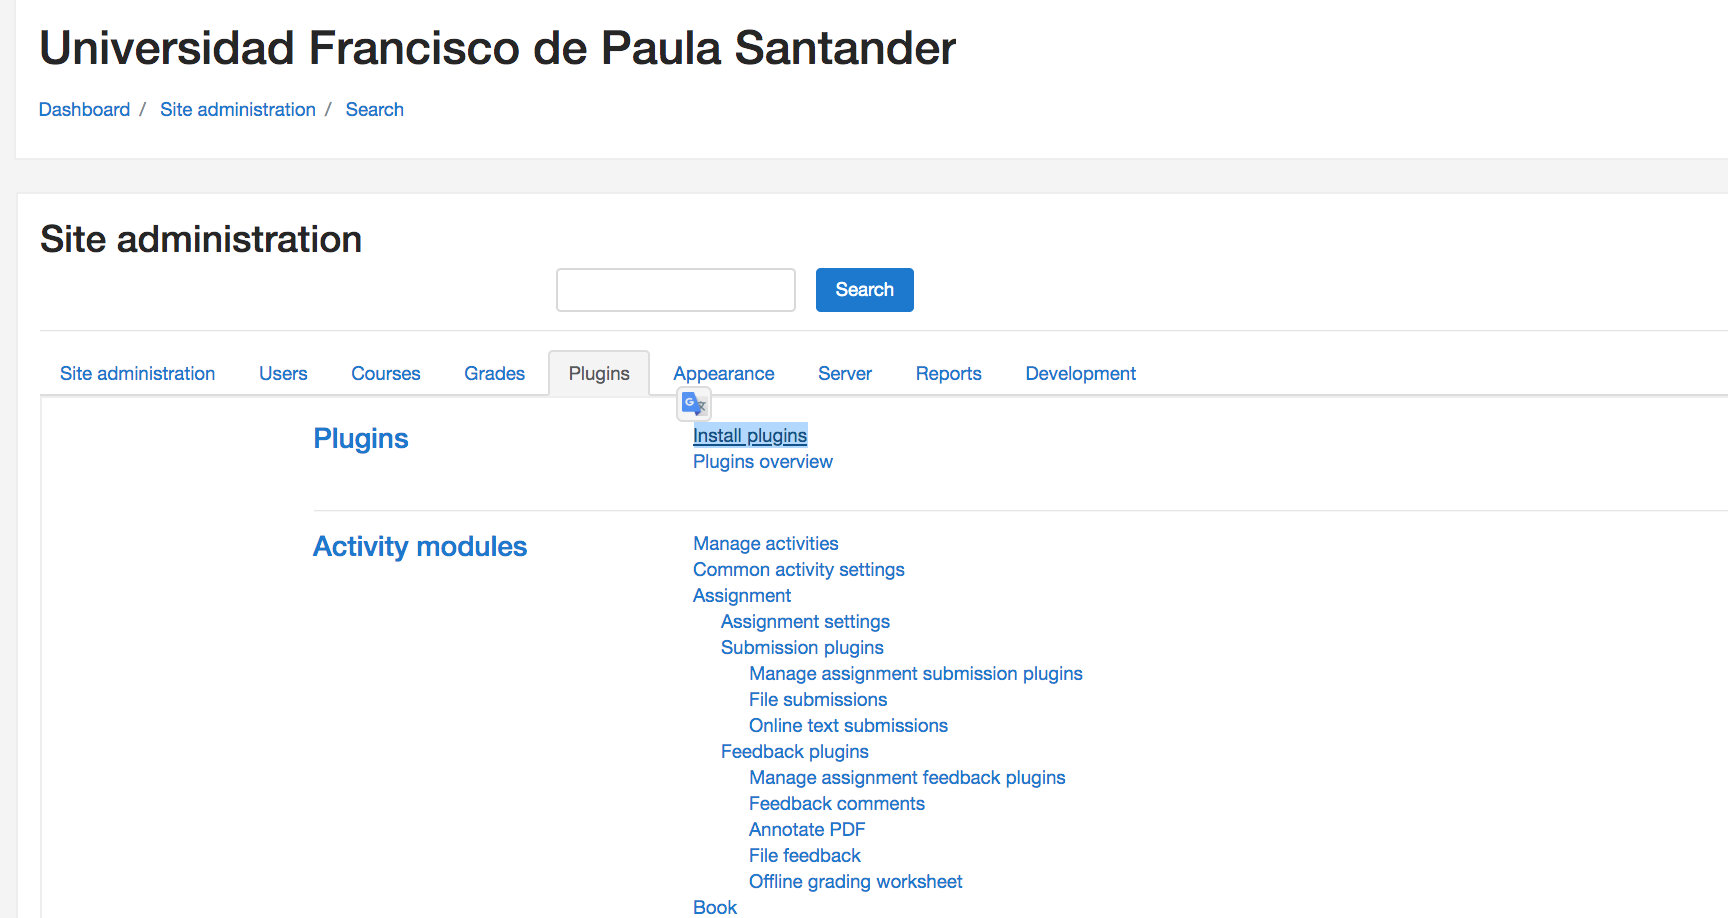 Universidad Francisco de Paula Santander
Dashboard / Site administration / Search
Site administration
Search
Site administration Users Courses Grades Plugins Appearance Server Reports Development
Plugins
Install plugins
Plugins overview
Activity modules
Manage activities
Common activity settings
Assignment
Assignment settings
Submission plugins
Manage assignment submission plugins
File submissions
Online text submissions
Feedback plugins
Manage assignment feedback plugins
Feedback comments
Annotate PDF
File feedback
Offline grading worksheet
Book